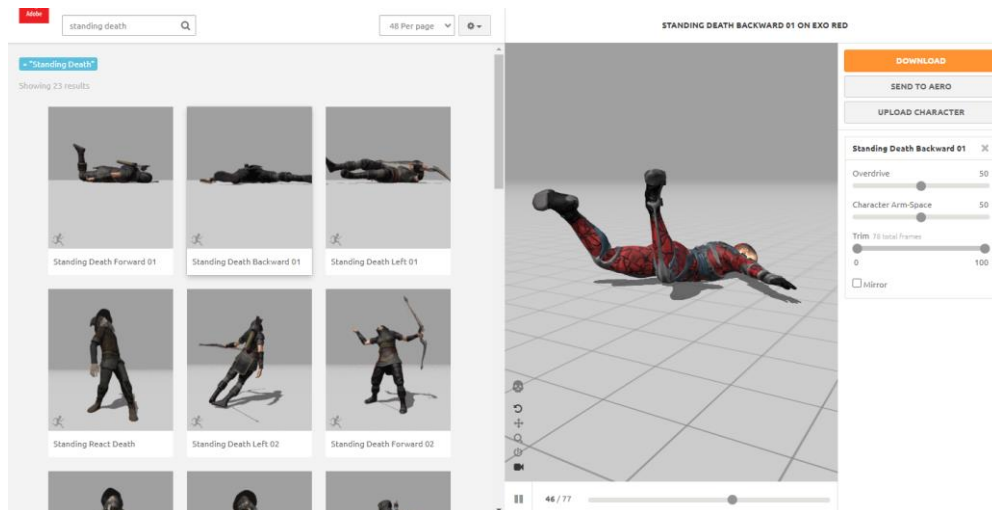 Adobe
standing death
48 Per page
STANDING DEATH BACKWARD 01 ON EXO RED
× "Standing Death"
Showing 23 results
Standing Death Forward 01
Standing Death Backward 01
Standing Death Left 01
Standing React Death
Standing Death Left 02
Standing Death Forward 02
46 / 77
DOWNLOAD
SEND TO AERO
UPLOAD CHARACTER
Standing Death Backward 01
Overdrive 50
Character Arm-Space 50
Trim 78 total frames
0 100
Mirror